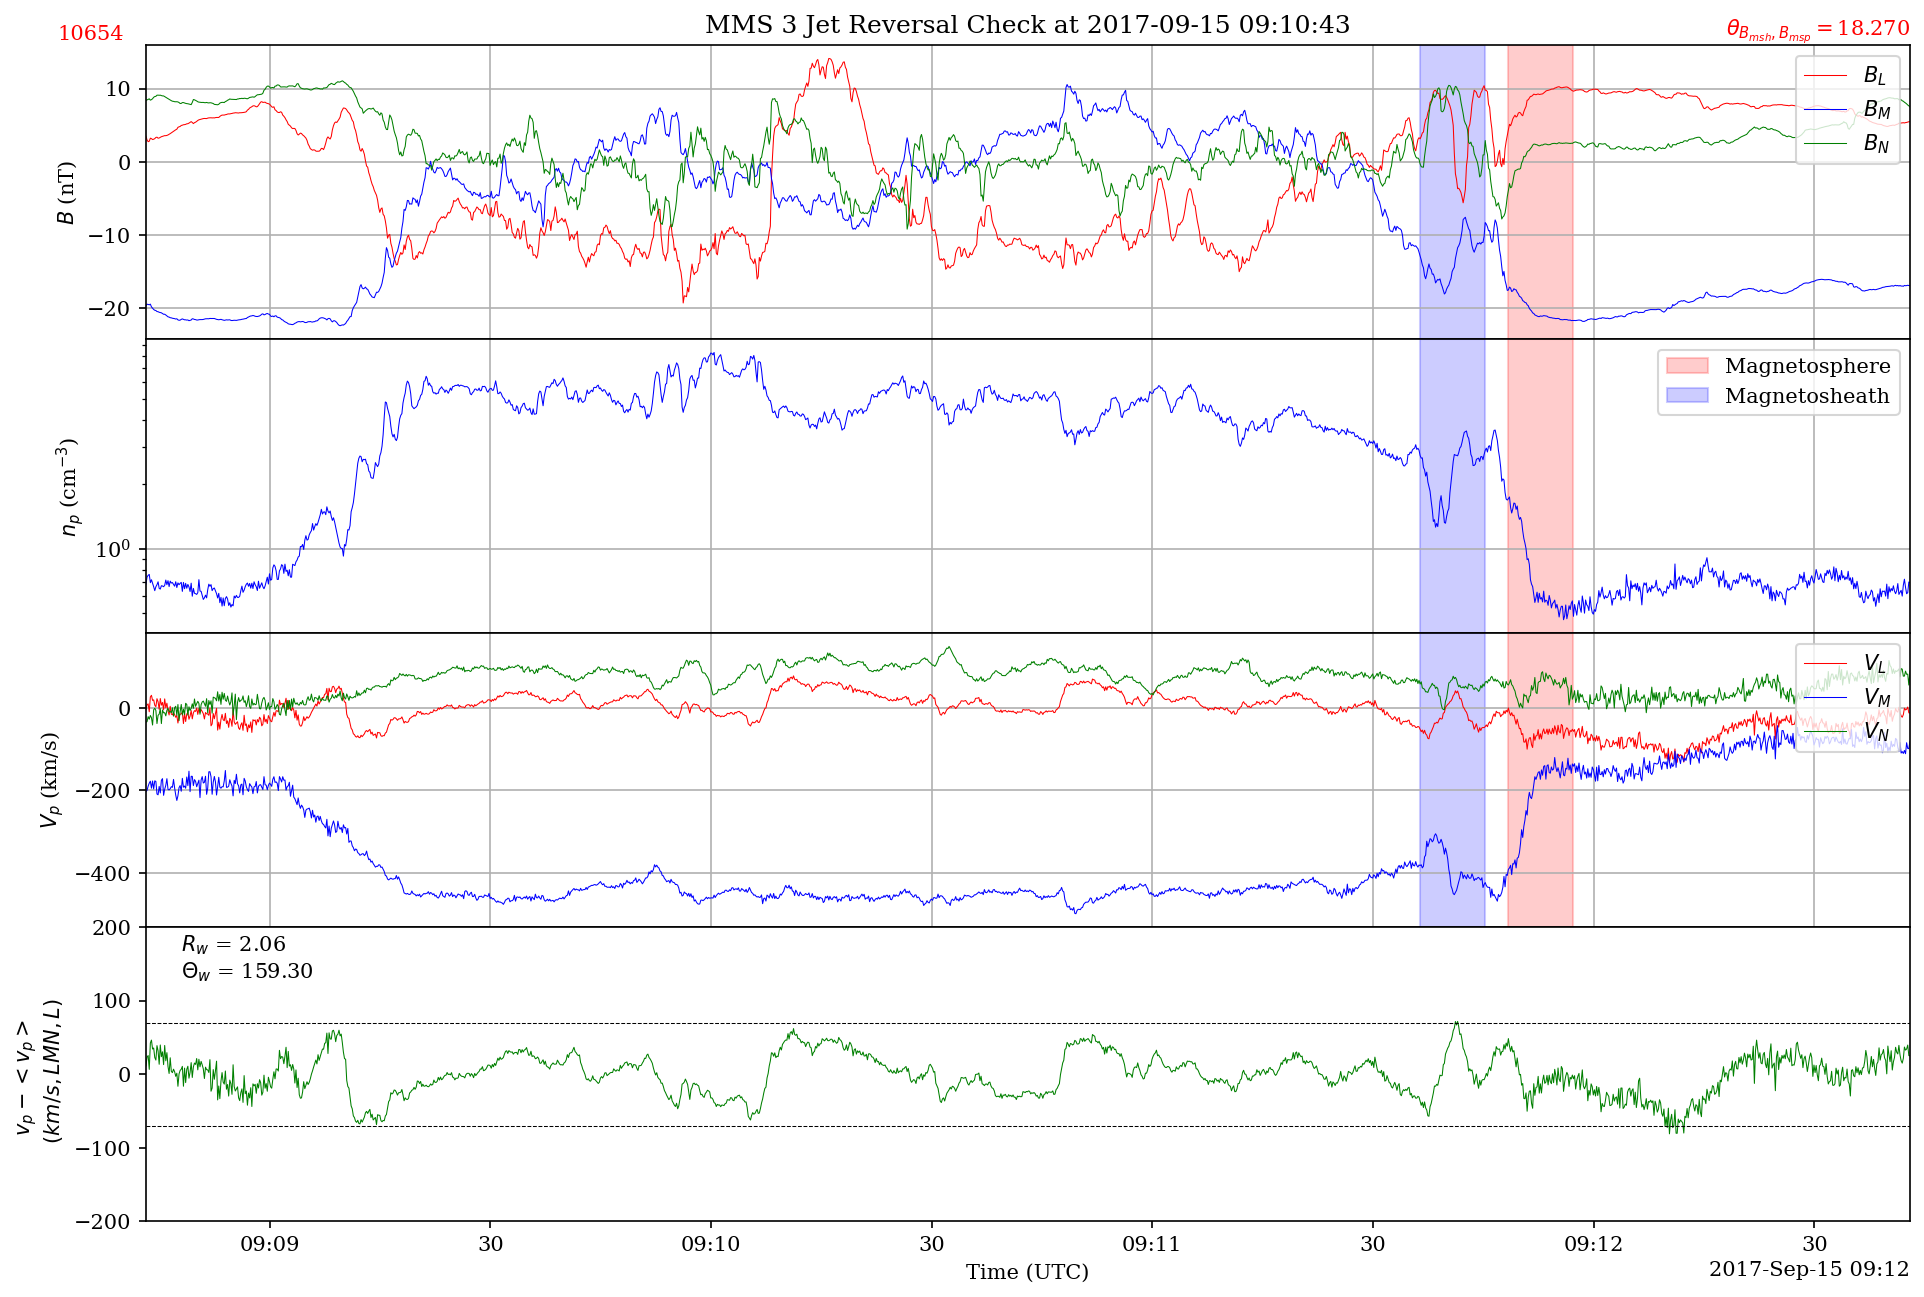 MMS 3 Jet Reversal Check at 2017-09-15 09:10:43
10654
θ_{B_{msh}, B_{msp}} = 18.270
10
0
−10
−20
B (nT)
B_L
B_M
B_N
10^0
n_p (cm^{−3})
Magnetosphere
Magnetosheath
0
−200
−400
V_p (km/s)
V_L
V_M
V_N
200
100
0
−100
−200
v_p − < v_p >
(km/s, LMN, L)
R_w = 2.06
Θ_w = 159.30
09:09
30
09:10
30
09:11
30
09:12
30
Time (UTC)
2017-Sep-15 09:12